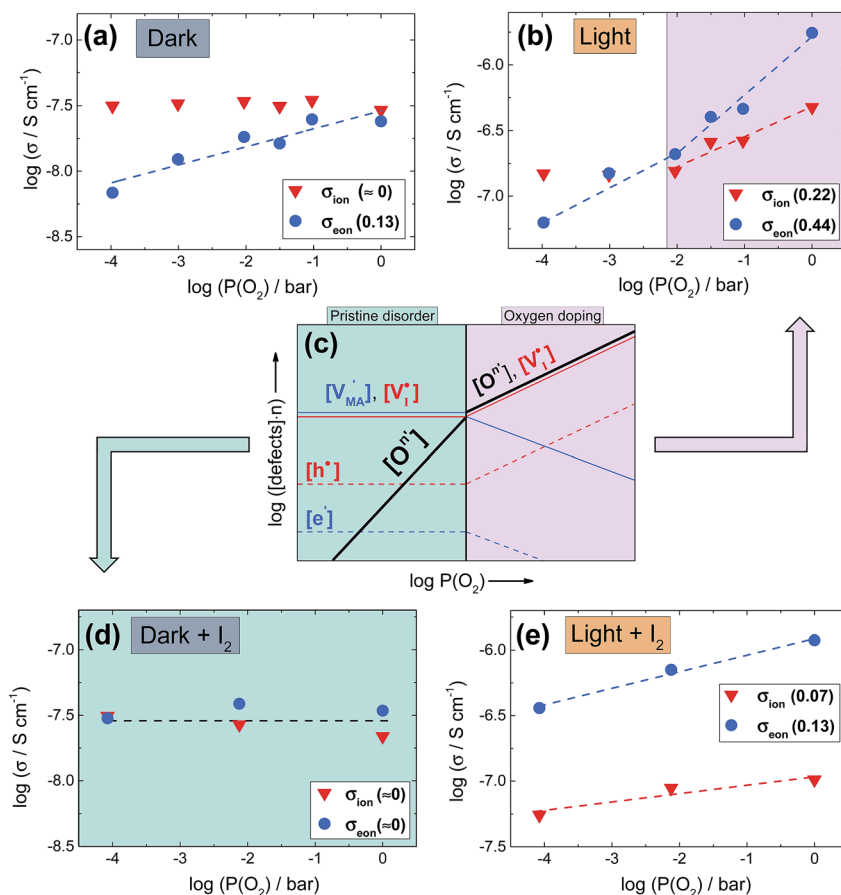 (a) Dark
log (σ / S cm⁻¹)
-7.0
-7.5
-8.0
-8.5
σion (≈ 0)
σeon (0.13)
-4 -3 -2 -1 0
log (P(O₂) / bar)
(b) Light
log (σ / S cm⁻¹)
-6.0
-6.5
-7.0
σion (0.22)
σeon (0.44)
-4 -3 -2 -1 0
log (P(O₂) / bar)
Pristine disorder Oxygen doping
(c)
log ([defects]·n)
[V'MA], [V•I]
[Oⁿ']
[Oⁿ'], [V•I]
[h•]
[e']
log P(O₂)
(d) Dark + I₂
log (σ / S cm⁻¹)
-7.0
-7.5
-8.0
-8.5
σion (≈0)
σeon (≈0)
-4 -3 -2 -1 0
log (P(O₂) / bar)
(e) Light + I₂
log (σ / S cm⁻¹)
-6.0
-6.5
-7.0
-7.5
σion (0.07)
σeon (0.13)
-4 -3 -2 -1 0
log (P(O₂) / bar)